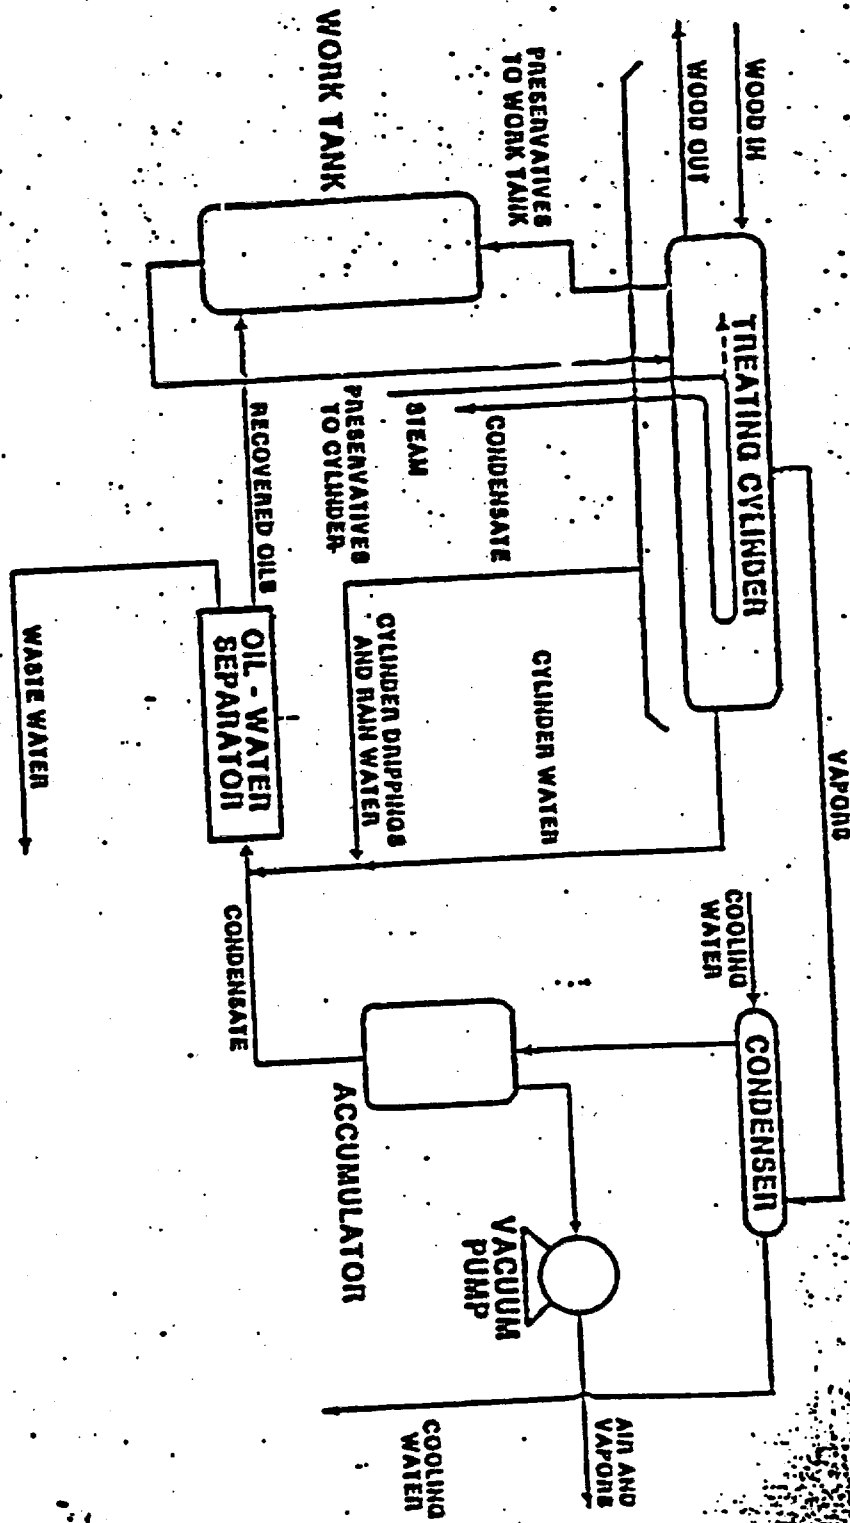 WOOD IN
WOOD OUT
TREATING CYLINDER
VAPORS
PRESERVATIVES
TO WORK TANK
WORK TANK
CONDENSATE
STEAM
PRESERVATIVES
TO CYLINDER
RECOVERED OILS
CYLINDER WATER
CYLINDER DRIPPINGS
AND RAIN WATER
OIL - WATER
SEPARATOR
WASTE WATER
COOLING
WATER
CONDENSER
CONDENSATE
ACCUMULATOR
VACUUM
PUMP
AIR AND
VAPORS
COOLING
WATER